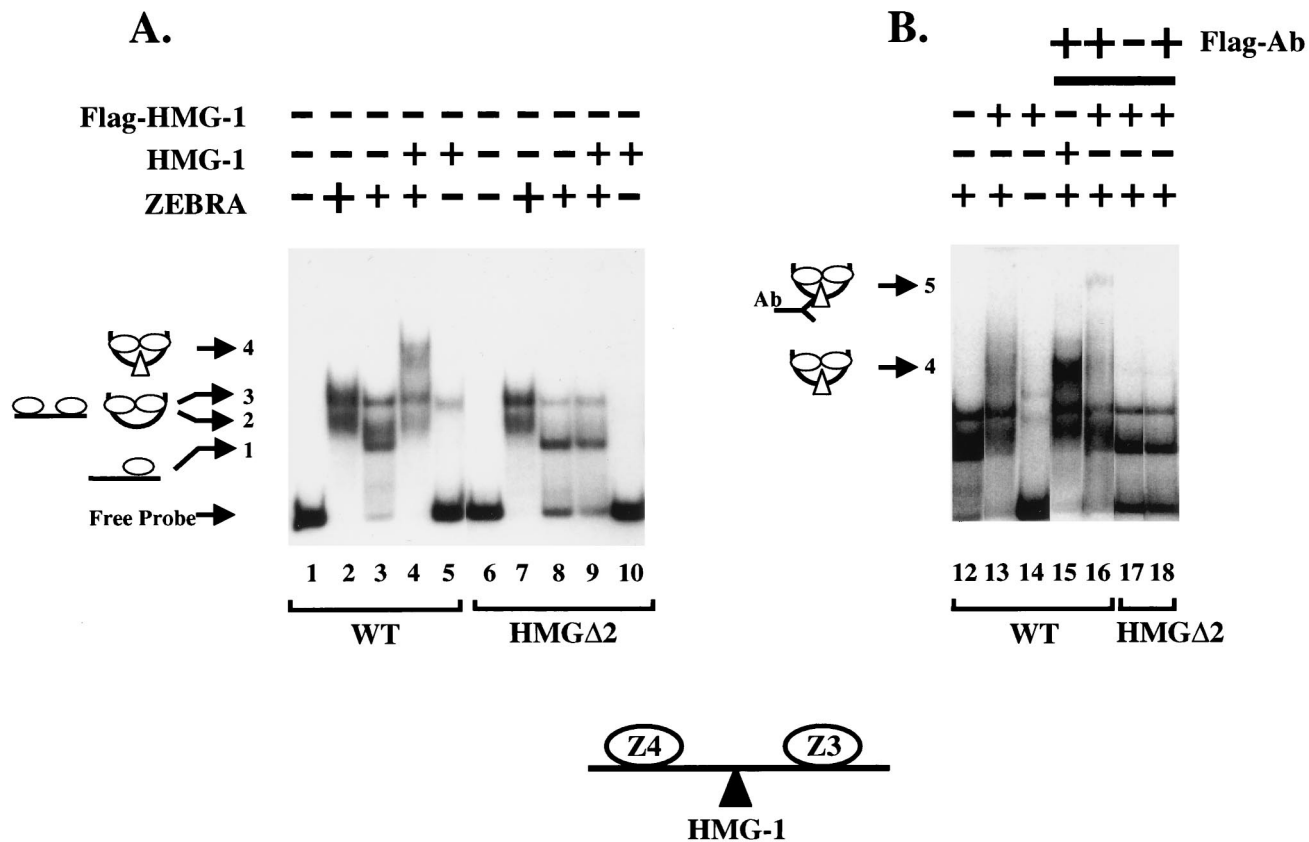 A.
Flag-HMG-1 − − − − − − − − − −
HMG-1 − − − + + − − − + +
ZEBRA − + + + − − + + + −
4
3
2
1
Free Probe
1 2 3 4 5 6 7 8 9 10
WT HMGΔ2
B.
+ + − + Flag-Ab
− + + − + + +
− − − + − − −
+ + − + + + +
Ab 5
4
12 13 14 15 16 17 18
WT HMGΔ2
Z4 Z3
HMG-1